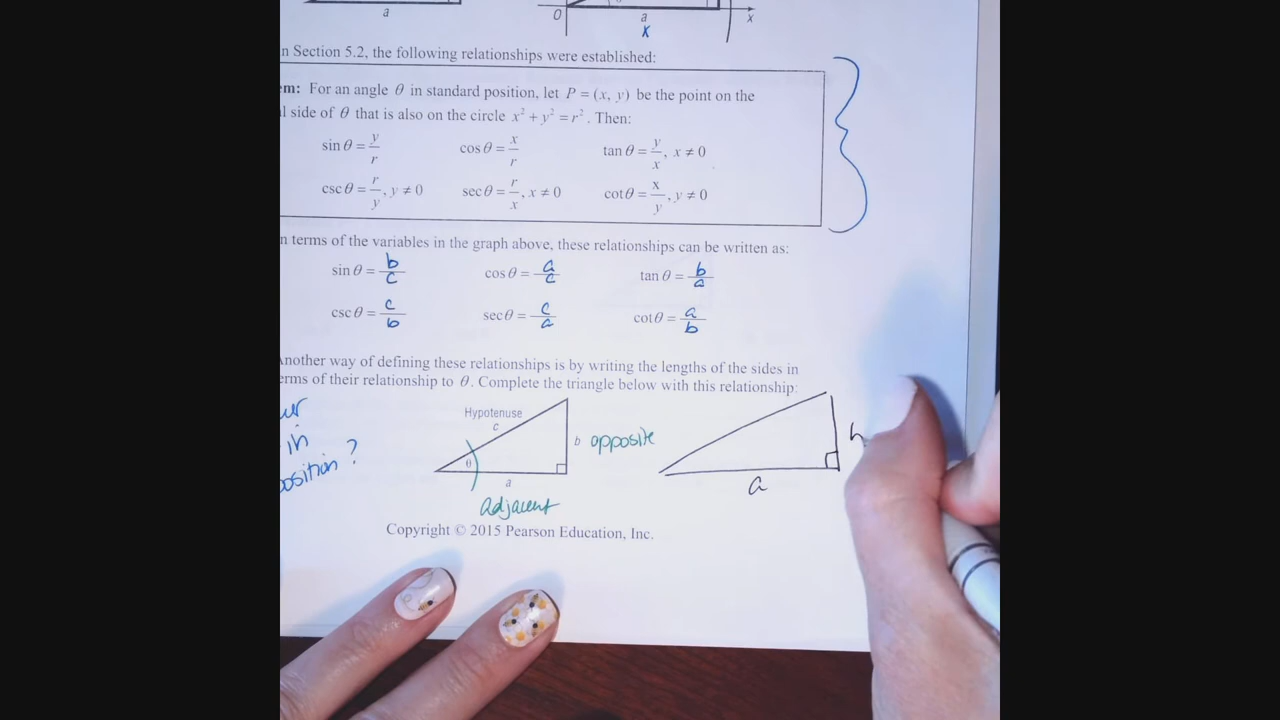 a
O
a
x
x
n Section 5.2, the following relationships were established:
m: For an angle θ in standard position, let P = (x, y) be the point on the
l side of θ that is also on the circle x² + y² = r². Then:
sin θ = y/r cos θ = x/r tan θ = y/x, x ≠ 0
csc θ = r/y, y ≠ 0 sec θ = r/x, x ≠ 0 cot θ = x/y, y ≠ 0
n terms of the variables in the graph above, these relationships can be written as:
sin θ = b/c cos θ = a/c tan θ = b/a
csc θ = c/b sec θ = c/a cot θ = a/b
Another way of defining these relationships is by writing the lengths of the sides in
erms of their relationship to θ. Complete the triangle below with this relationship:
in
position ?
Hypotenuse
c
b opposite
θ
a
adjacent
a
Copyright © 2015 Pearson Education, Inc.